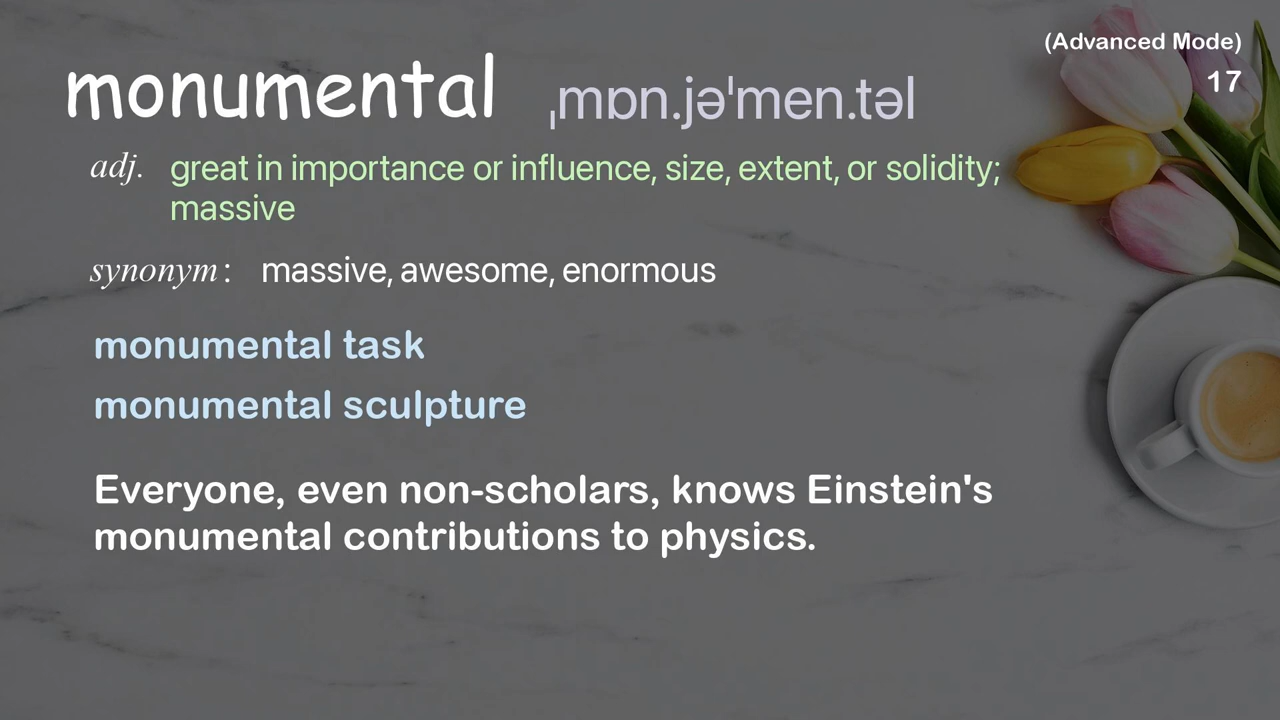 (Advanced Mode)
17
monumental ˌmɒn.jəˈmen.təl
adj. great in importance or influence, size, extent, or solidity;
massive
synonym: massive, awesome, enormous
monumental task
monumental sculpture
Everyone, even non-scholars, knows Einstein's
monumental contributions to physics.